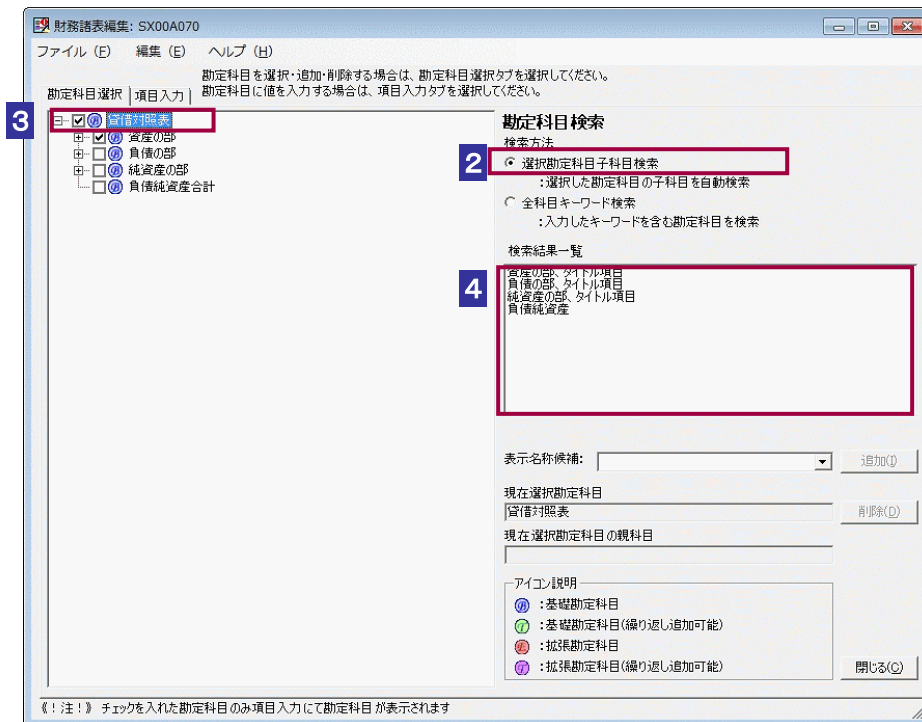 財務諸表編集: SX00A070
ファイル (F) 編集 (E) ヘルプ (H)
勘定科目を選択・追加・削除する場合は、勘定科目選択タブを選択してください。
勘定科目に値を入力する場合は、項目入力タブを選択してください。
勘定科目選択 項目入力
3
貸借対照表
資産の部
負債の部
純資産の部
負債純資産合計
勘定科目検索
検索方法
2
選択勘定科目子科目検索
:選択した勘定科目の子科目を自動検索
全科目キーワード検索
:入力したキーワードを含む勘定科目を検索
検索結果一覧
4
資産の部、タイトル項目
負債の部、タイトル項目
純資産の部、タイトル項目
負債純資産
表示名称候補:
追加(I)
現在選択勘定科目
貸借対照表
削除(D)
現在選択勘定科目の親科目
アイコン説明
B :基礎勘定科目
T :基礎勘定科目(繰り返し追加可能)
E :拡張勘定科目
T :拡張勘定科目(繰り返し追加可能)
閉じる(C)
《!注!》 チェックを入れた勘定科目のみ項目入力にて勘定科目が表示されます